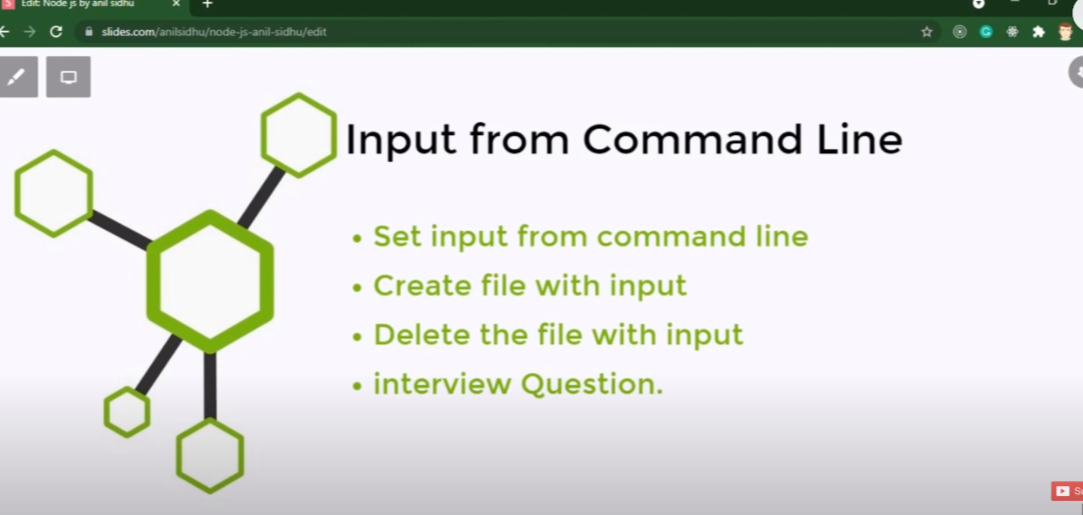 Edit: Node js by anil sidhu
slides.com/anilsidhu/node-js-anil-sidhu/edit
Input from Command Line
• Set input from command line
• Create file with input
• Delete the file with input
• interview Question.